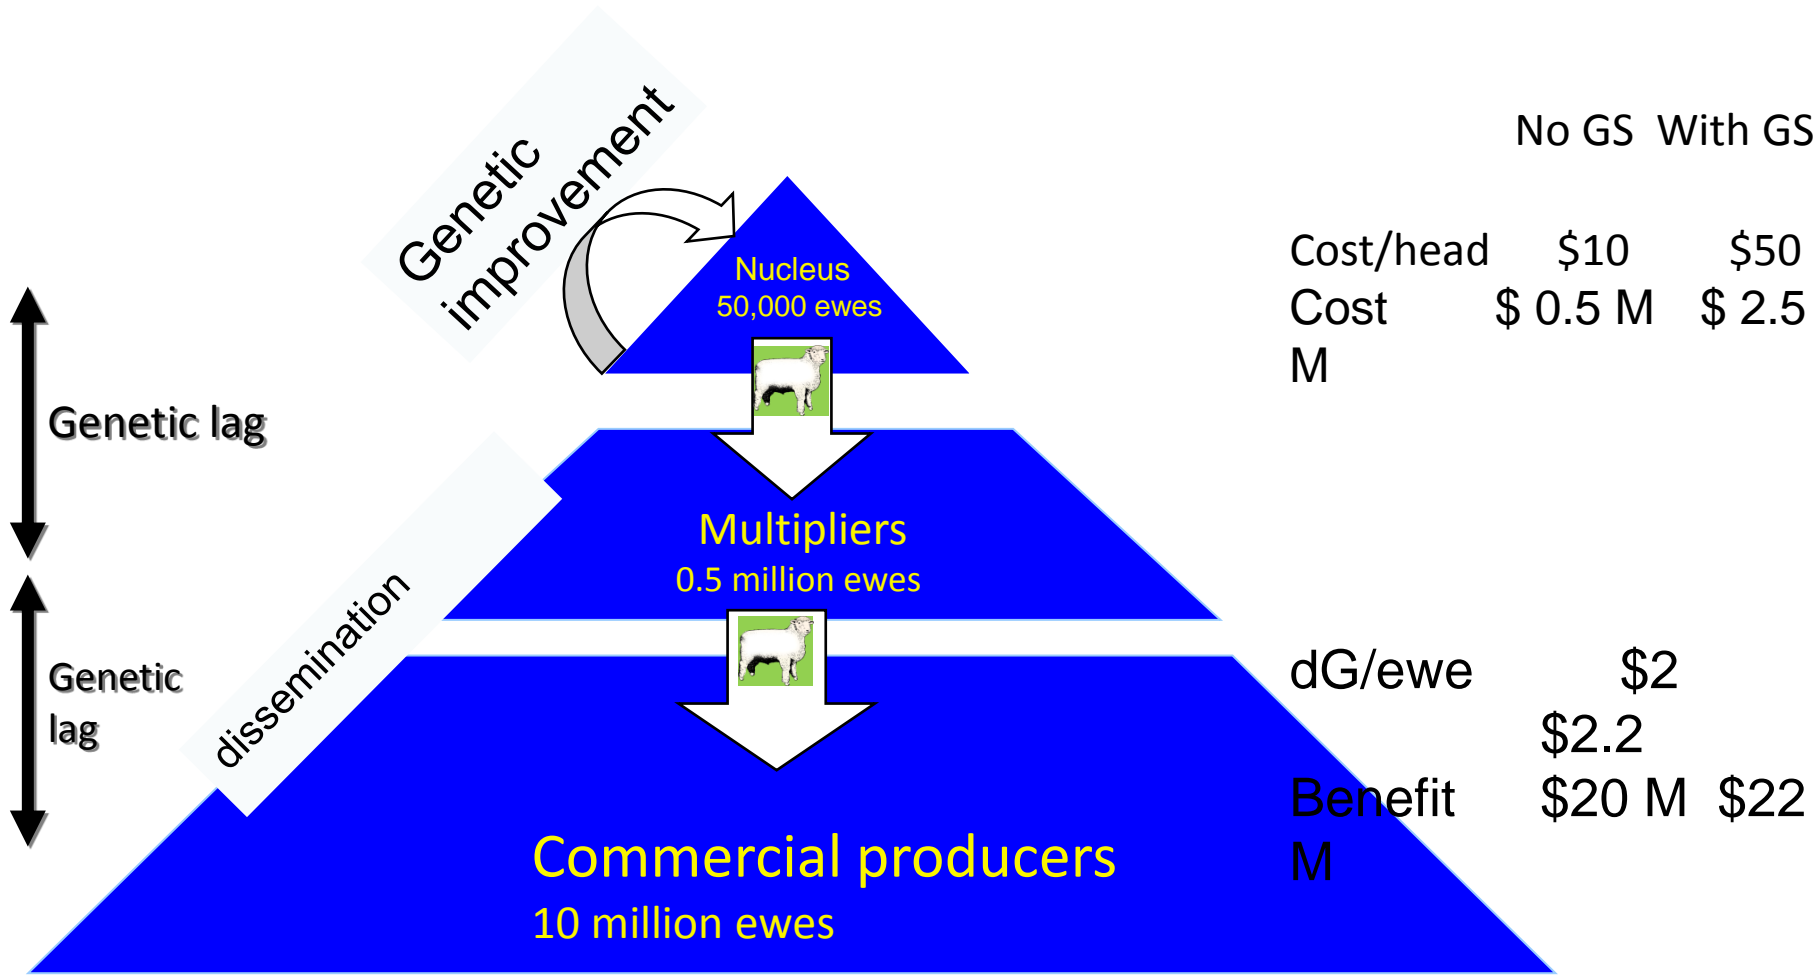 Genetic
improvement
No GS With GS
Nucleus
50,000 ewes
Cost/head $10 $50
Cost $ 0.5 M $ 2.5
M
Genetic lag
Multipliers
0.5 million ewes
dissemination
Genetic
lag
dG/ewe $2
$2.2
Benefit $20 M $22
M
Commercial producers
10 million ewes